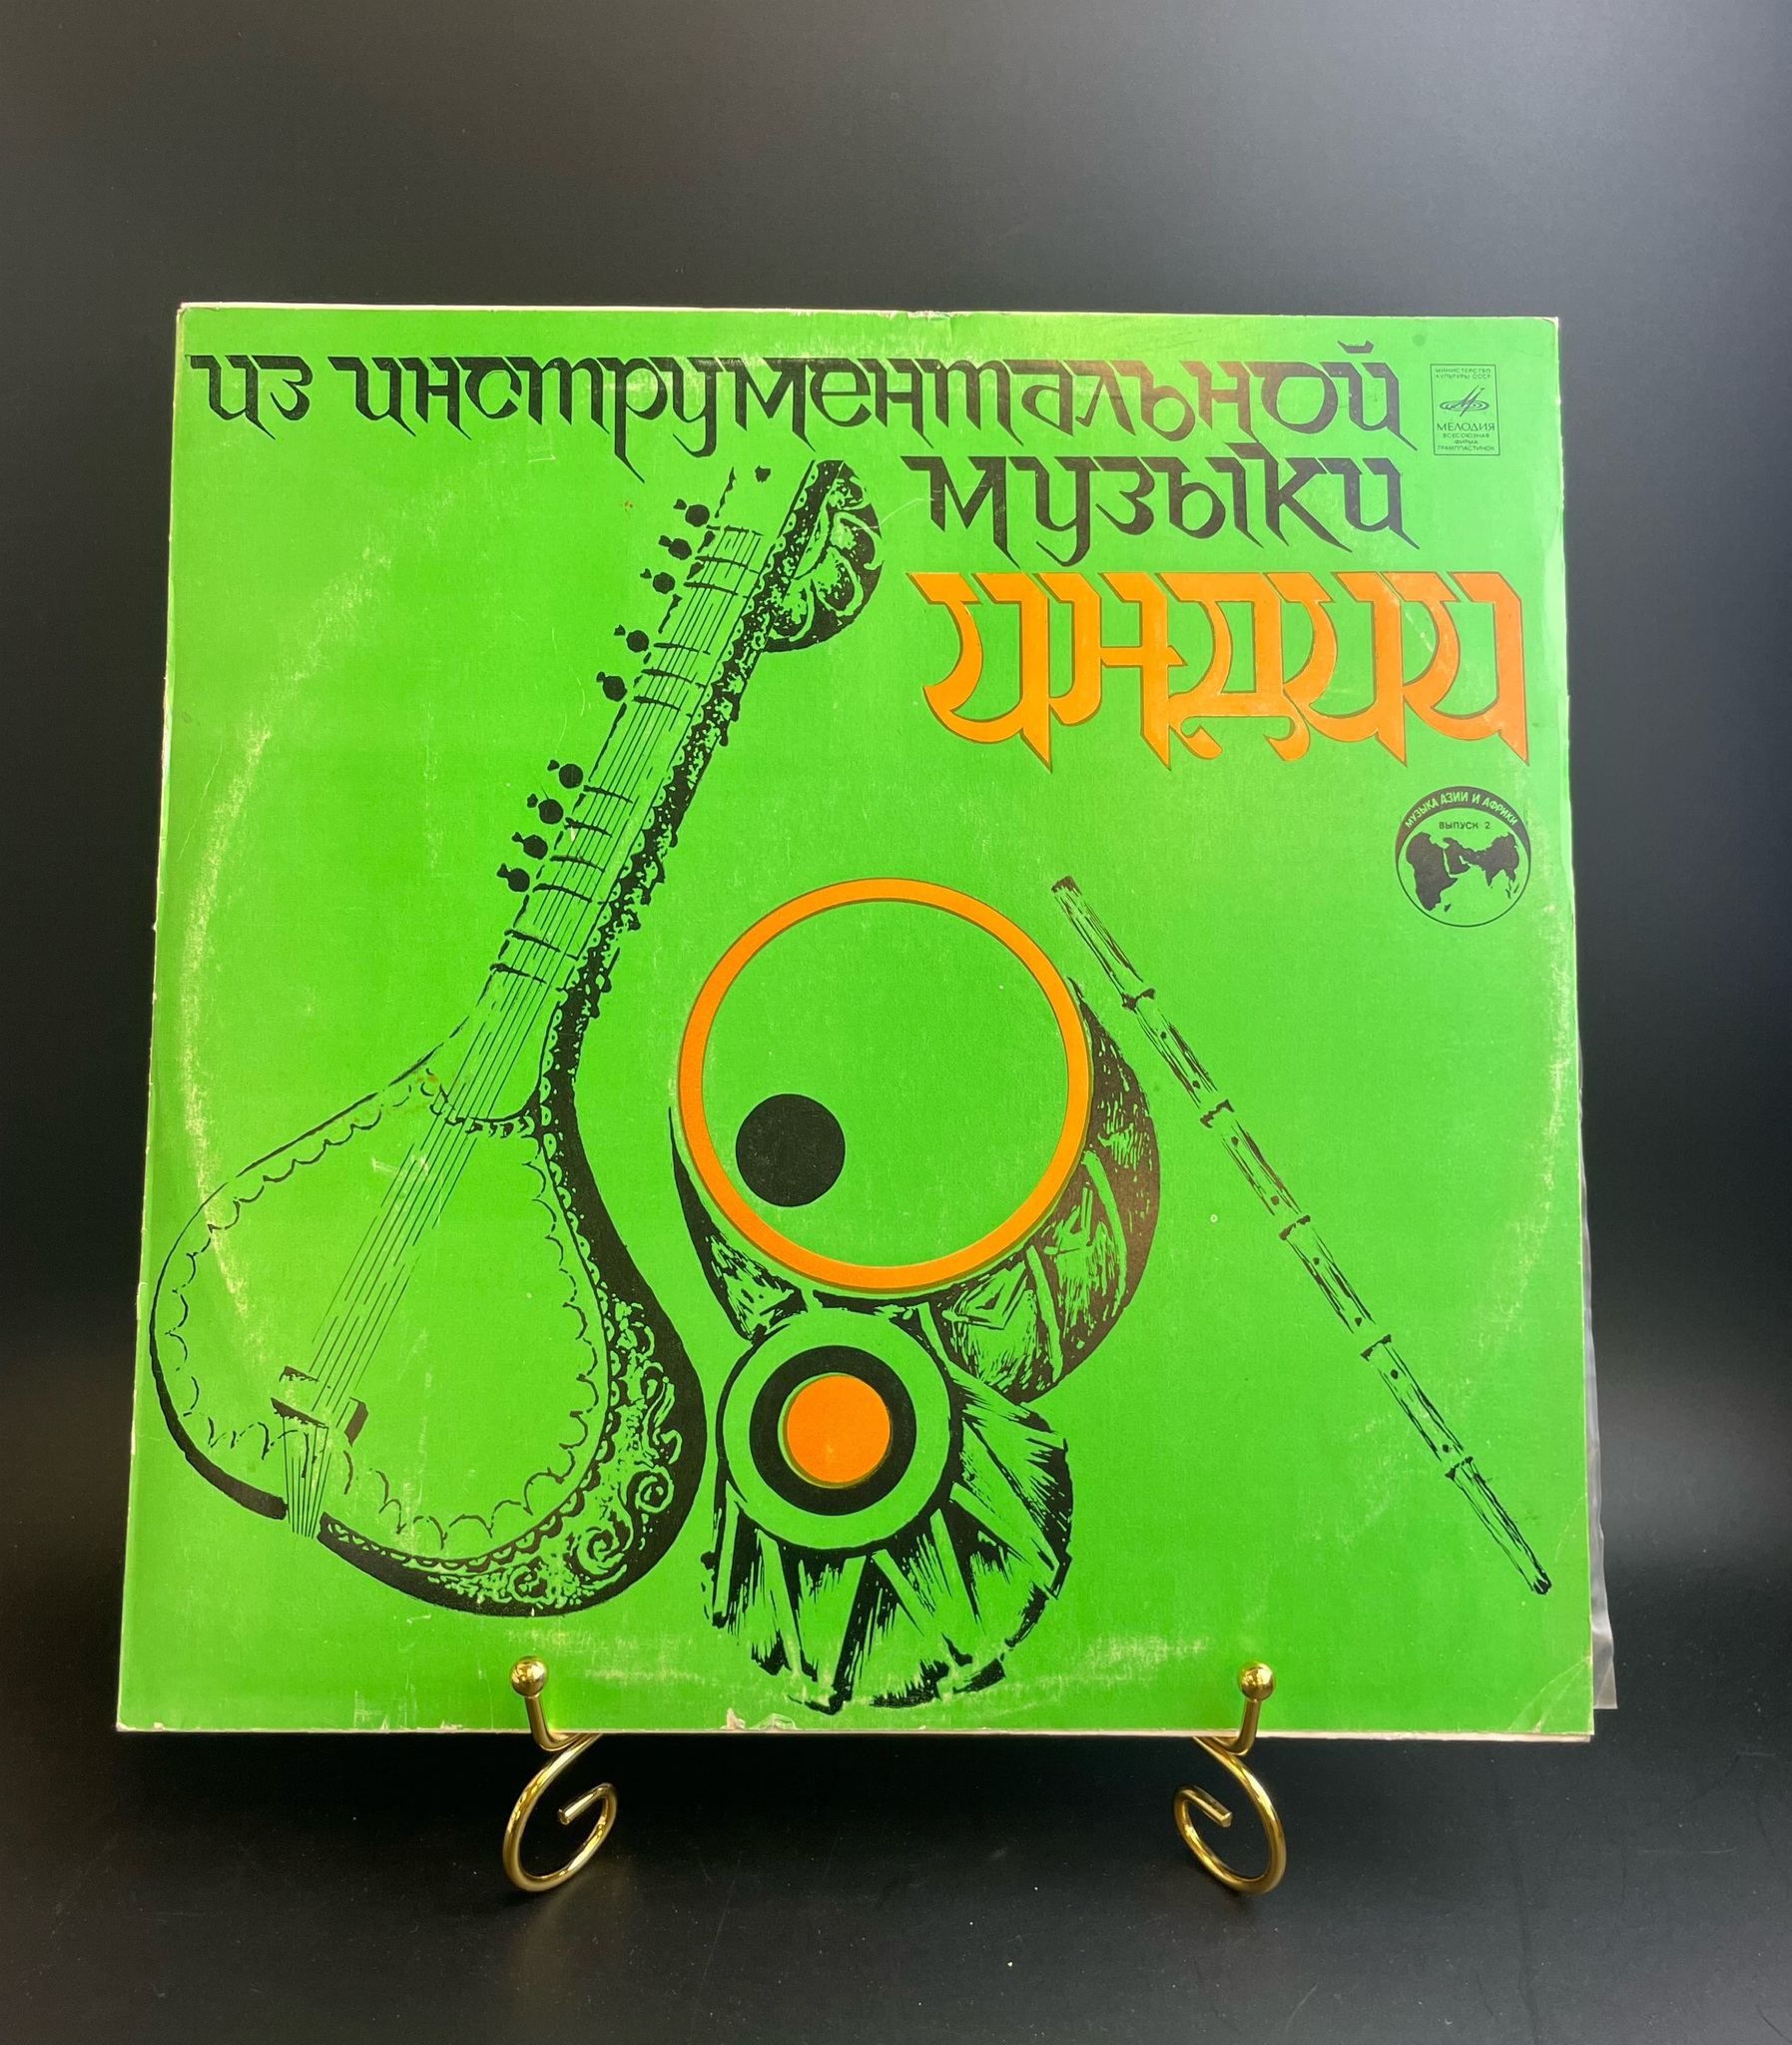 из инструментальной
музыки
индии
МИНИСТЕРСТВО
КУЛЬТУРЫ СССР
МЕЛОДИЯ
ВСЕСОЮЗНАЯ
ФИРМА
ГРАМПЛАСТИНОК
МУЗЫКА АЗИИ И АФРИКИ
ВЫПУСК 2